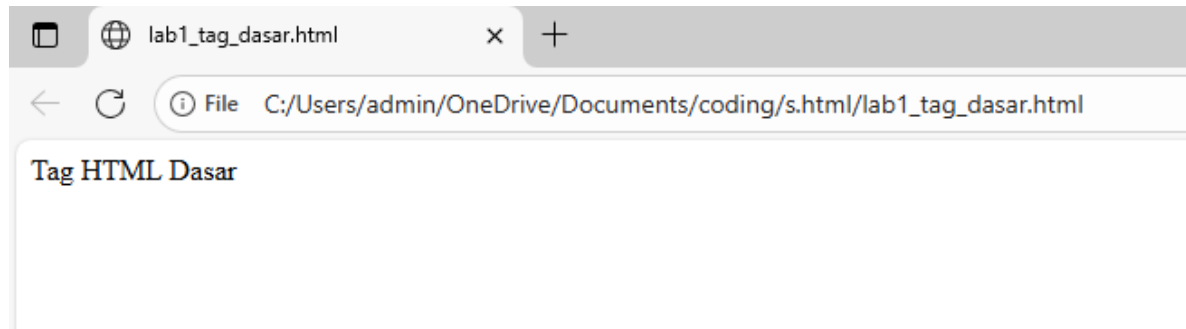 lab1_tag_dasar.html
File C:/Users/admin/OneDrive/Documents/coding/s.html/lab1_tag_dasar.html
Tag HTML Dasar